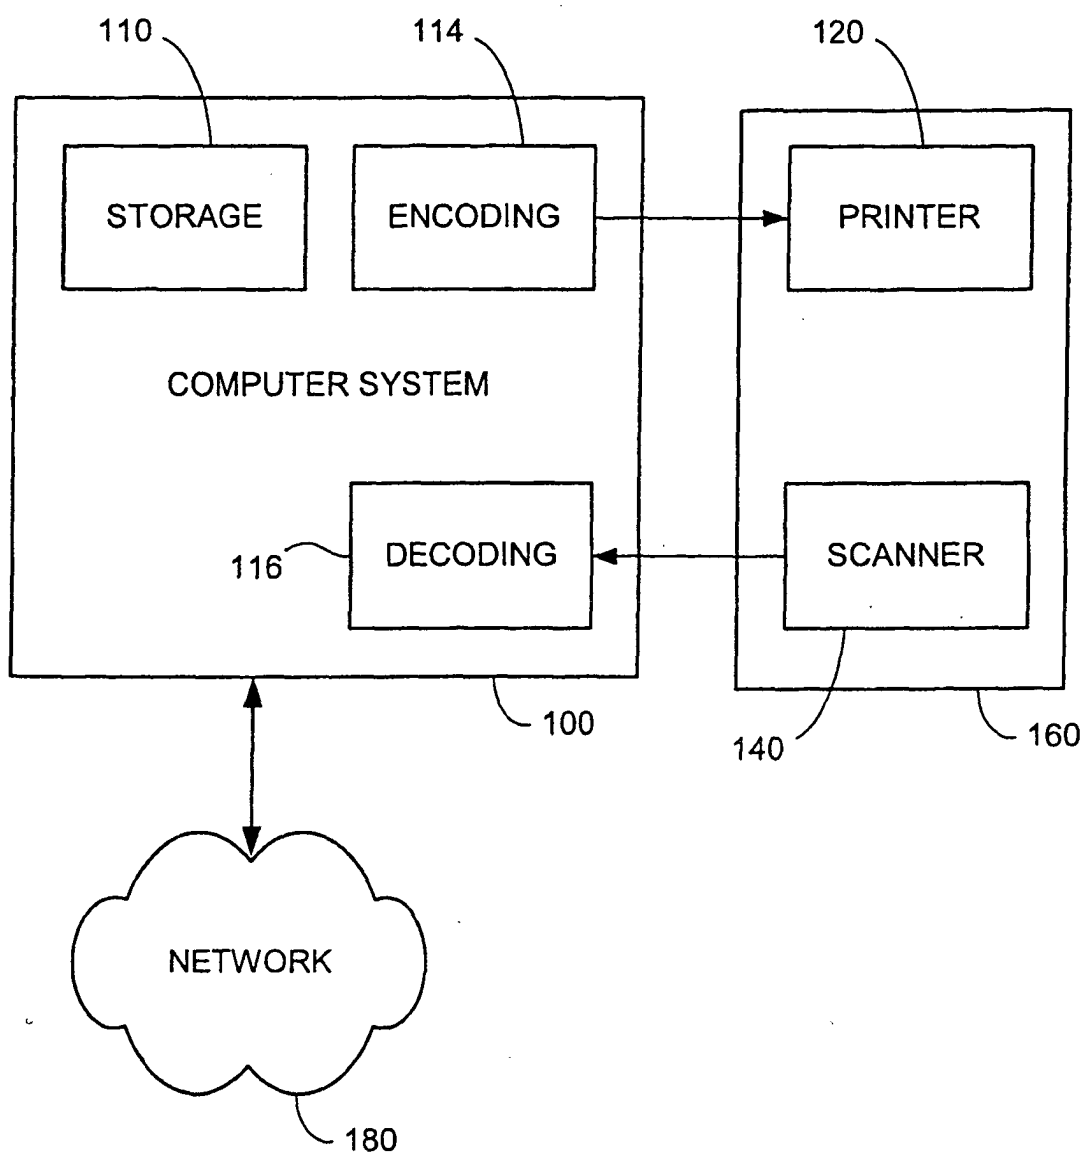 110
114
120
STORAGE
ENCODING
PRINTER
COMPUTER SYSTEM
116
DECODING
SCANNER
100
140
160
NETWORK
180